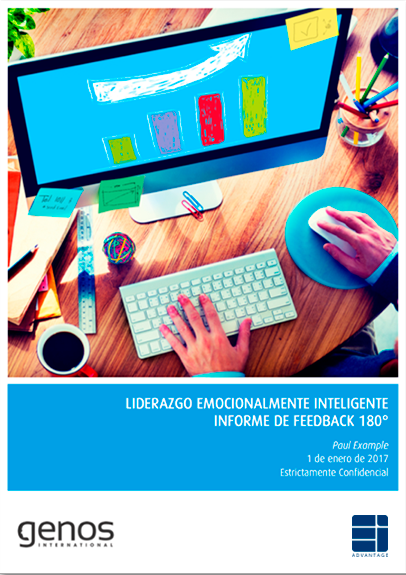 LIDERAZGO EMOCIONALMENTE INTELIGENTE
INFORME DE FEEDBACK 180°
Paul Example
1 de enero de 2017
Estrictamente Confidencial
genos
INTERNATIONAL
EI
ADVANTAGE